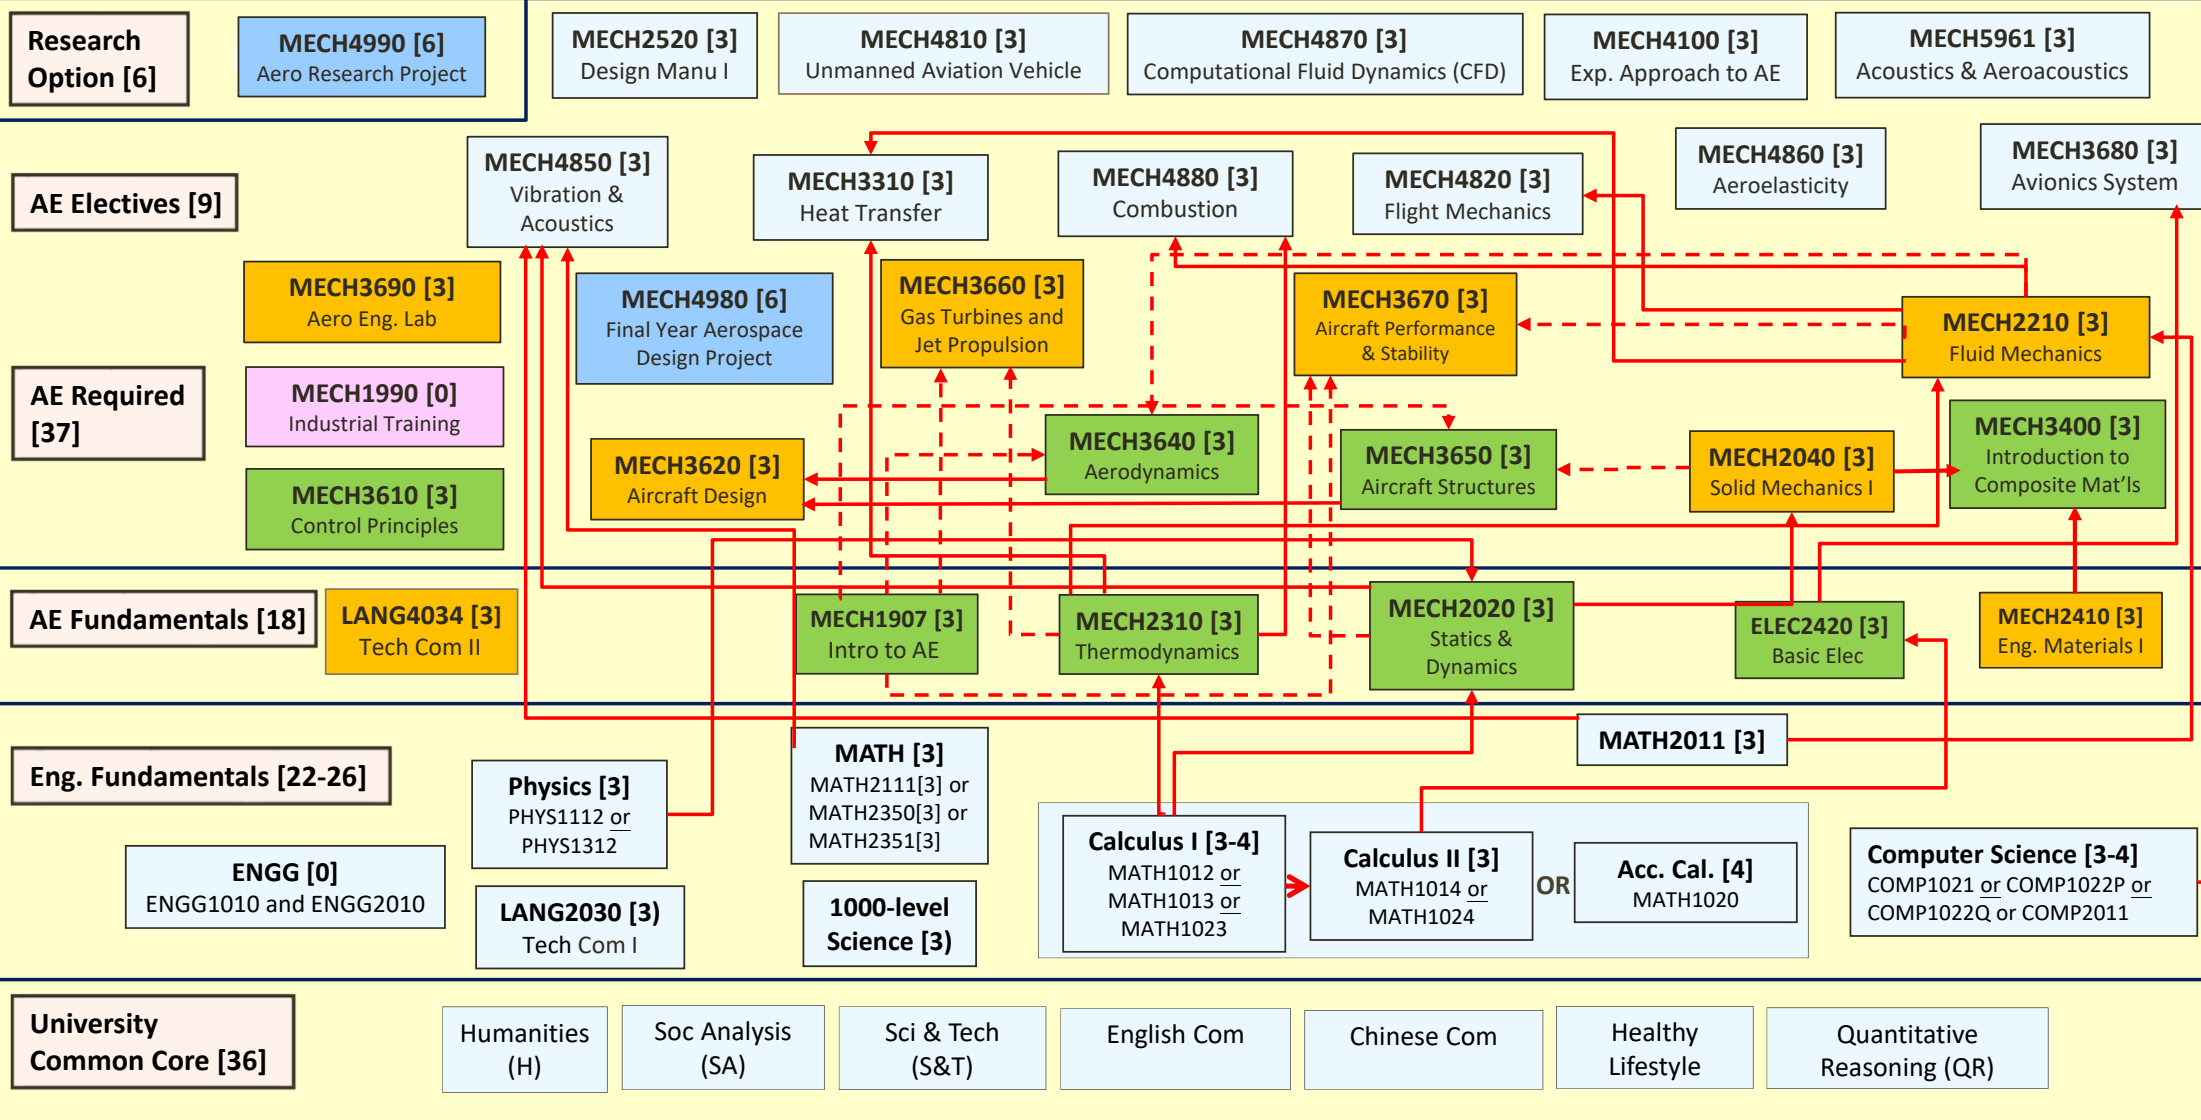 Research
Option [6]
MECH4990 [6]
Aero Research Project
MECH2520 [3]
Design Manu I
MECH4810 [3]
Unmanned Aviation Vehicle
MECH4870 [3]
Computational Fluid Dynamics (CFD)
MECH4100 [3]
Exp. Approach to AE
MECH5961 [3]
Acoustics & Aeroacoustics
AE Electives [9]
MECH4850 [3]
Vibration &
Acoustics
MECH3310 [3]
Heat Transfer
MECH4880 [3]
Combustion
MECH4820 [3]
Flight Mechanics
MECH4860 [3]
Aeroelasticity
MECH3680 [3]
Avionics System
MECH3690 [3]
Aero Eng. Lab
MECH4980 [6]
Final Year Aerospace
Design Project
MECH3660 [3]
Gas Turbines and
Jet Propulsion
MECH3670 [3]
Aircraft Performance
& Stability
MECH2210 [3]
Fluid Mechanics
AE Required
[37]
MECH1990 [0]
Industrial Training
MECH3610 [3]
Control Principles
MECH3620 [3]
Aircraft Design
MECH3640 [3]
Aerodynamics
MECH3650 [3]
Aircraft Structures
MECH2040 [3]
Solid Mechanics I
MECH3400 [3]
Introduction to
Composite Mat'ls
AE Fundamentals [18]
LANG4034 [3]
Tech Com II
MECH1907 [3]
Intro to AE
MECH2310 [3]
Thermodynamics
MECH2020 [3]
Statics &
Dynamics
ELEC2420 [3]
Basic Elec
MECH2410 [3]
Eng. Materials I
Eng. Fundamentals [22-26]
Physics [3]
PHYS1112 or
PHYS1312
MATH [3]
MATH2111[3] or
MATH2350[3] or
MATH2351[3]
MATH2011 [3]
ENGG [0]
ENGG1010 and ENGG2010
LANG2030 [3)
Tech Com I
1000-level
Science [3)
Calculus I [3-4]
MATH1012 or
MATH1013 or
MATH1023
Calculus II [3]
MATH1014 or
MATH1024
OR
Acc. Cal. [4]
MATH1020
Computer Science [3-4]
COMP1021 or COMP1022P or
COMP1022Q or COMP2011
University
Common Core [36]
Humanities
(H)
Soc Analysis
(SA)
Sci & Tech
(S&T)
English Com
Chinese Com
Healthy
Lifestyle
Quantitative
Reasoning (QR)